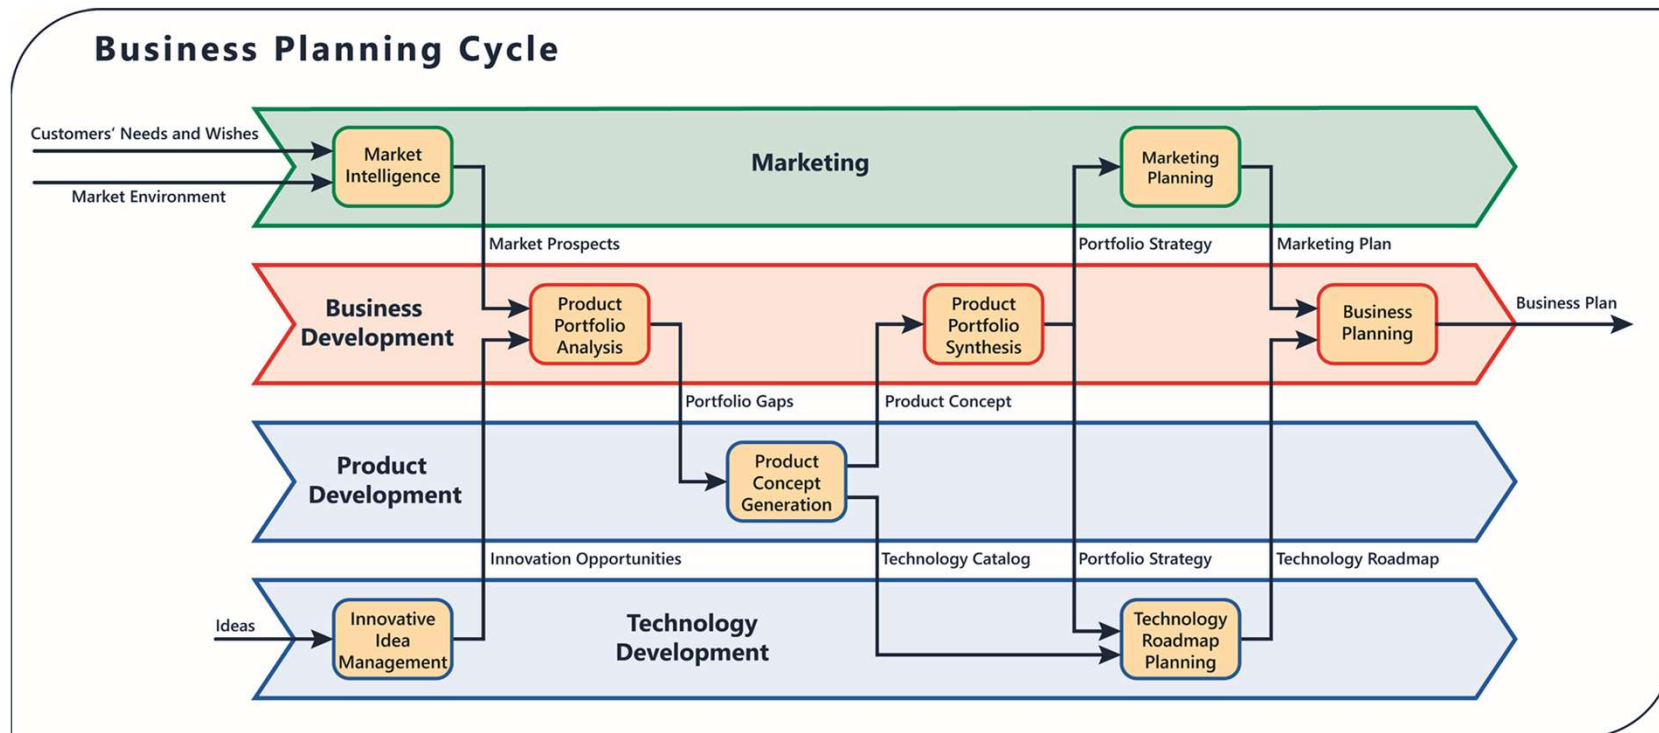 Business Planning Cycle
Customers’ Needs and Wishes
Market Environment
Market
Intelligence
Marketing
Marketing
Planning
Market Prospects
Portfolio Strategy
Marketing Plan
Business
Development
Product
Portfolio
Analysis
Product
Portfolio
Synthesis
Business
Planning
Business Plan
Portfolio Gaps
Product Concept
Product
Development
Product
Concept
Generation
Innovation Opportunities
Technology Catalog
Portfolio Strategy
Technology Roadmap
Ideas
Innovative
Idea
Management
Technology
Development
Technology
Roadmap
Planning